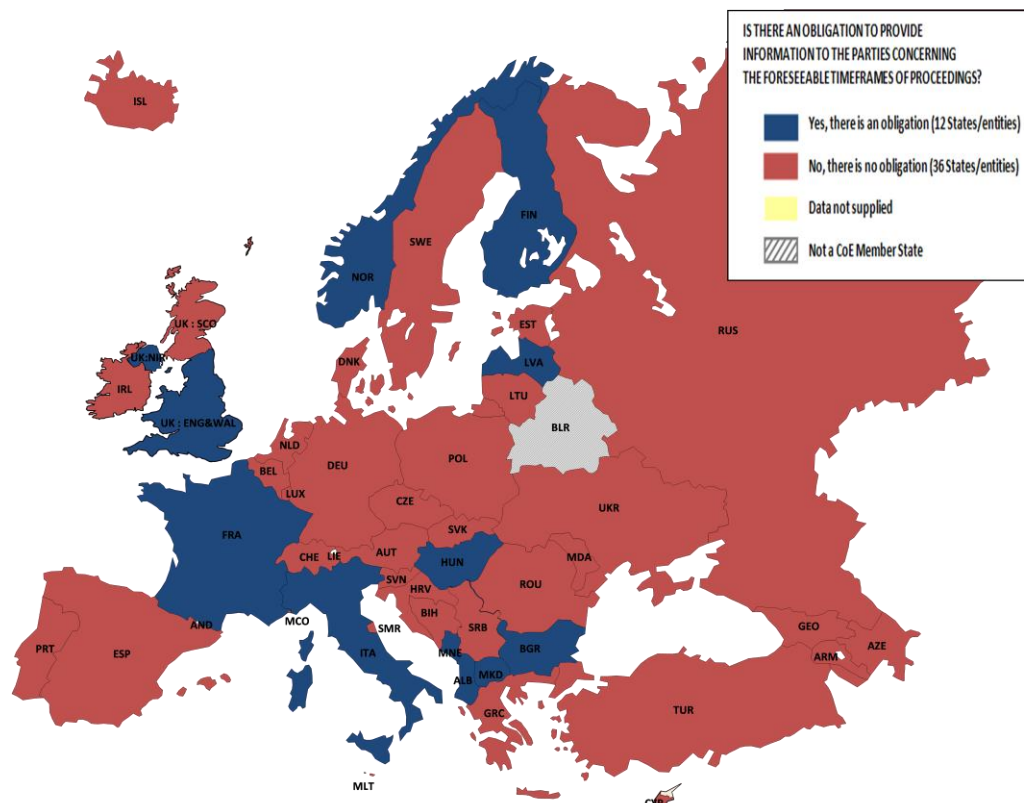 IS THERE AN OBLIGATION TO PROVIDE
INFORMATION TO THE PARTIES CONCERNING
THE FORESEEABLE TIMEFRAMES OF PROCEEDINGS?
Yes, there is an obligation (12 States/entities)
No, there is no obligation (36 States/entities)
Data not supplied
Not a CoE Member State
ISL
FIN
SWE
NOR
UK : SCO
EST
RUS
UK:NIR
DNK
LVA
IRL
LTU
UK : ENG&WAL
BLR
NLD
DEU
POL
BEL
LUX
CZE
UKR
FRA
SVK
CHE
LIE
AUT
HUN
MDA
SVN
HRV
ROU
BIH
MCO
AND
SMR
SRB
GEO
PRT
ESP
ITA
MNE
BGR
AZE
ARM
ALB
MKD
GRC
TUR
MLT
CYP